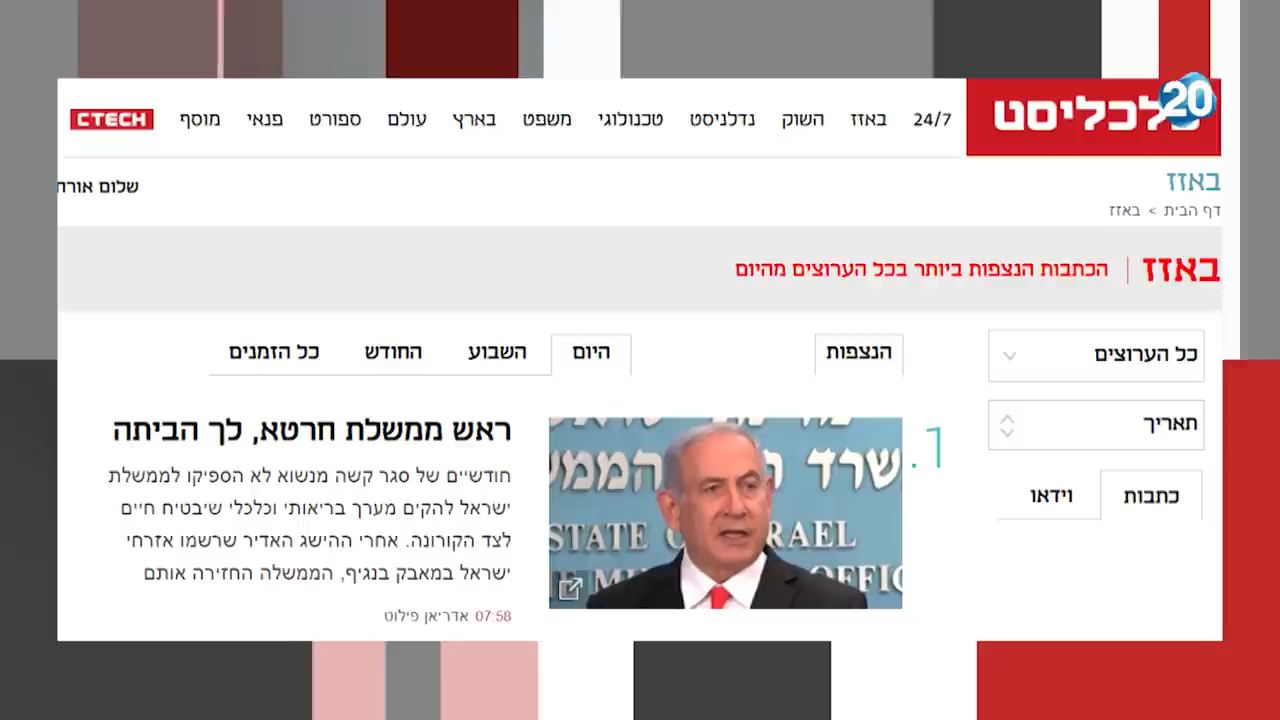 20
כלכליסט
24/7 באזז השוק נדלניסט טכנולוגי משפט בארץ עולם ספורט פנאי מוסף CTECH
באזז
שלום אורח
דף הבית > באזז
באזז | הכתבות הנצפות ביותר בכל הערוצים מהיום
כל הערוצים
תאריך
כתבות וידאו
הנצפות
היום השבוע החודש כל הזמנים
1.
שרד הממש
STATE O RAEL
OFFIC
ראש ממשלת חרטא, לך הביתה
חודשיים של סגר קשה מנשוא לא הספיקו לממשלת
ישראל להקים מערך בריאותי וכלכלי שיבטיח חיים
לצד הקורונה. אחרי ההישג האדיר שרשמו אזרחי
ישראל במאבק בנגיף, הממשלה החזירה אותם
07:58 אדריאן פילוט